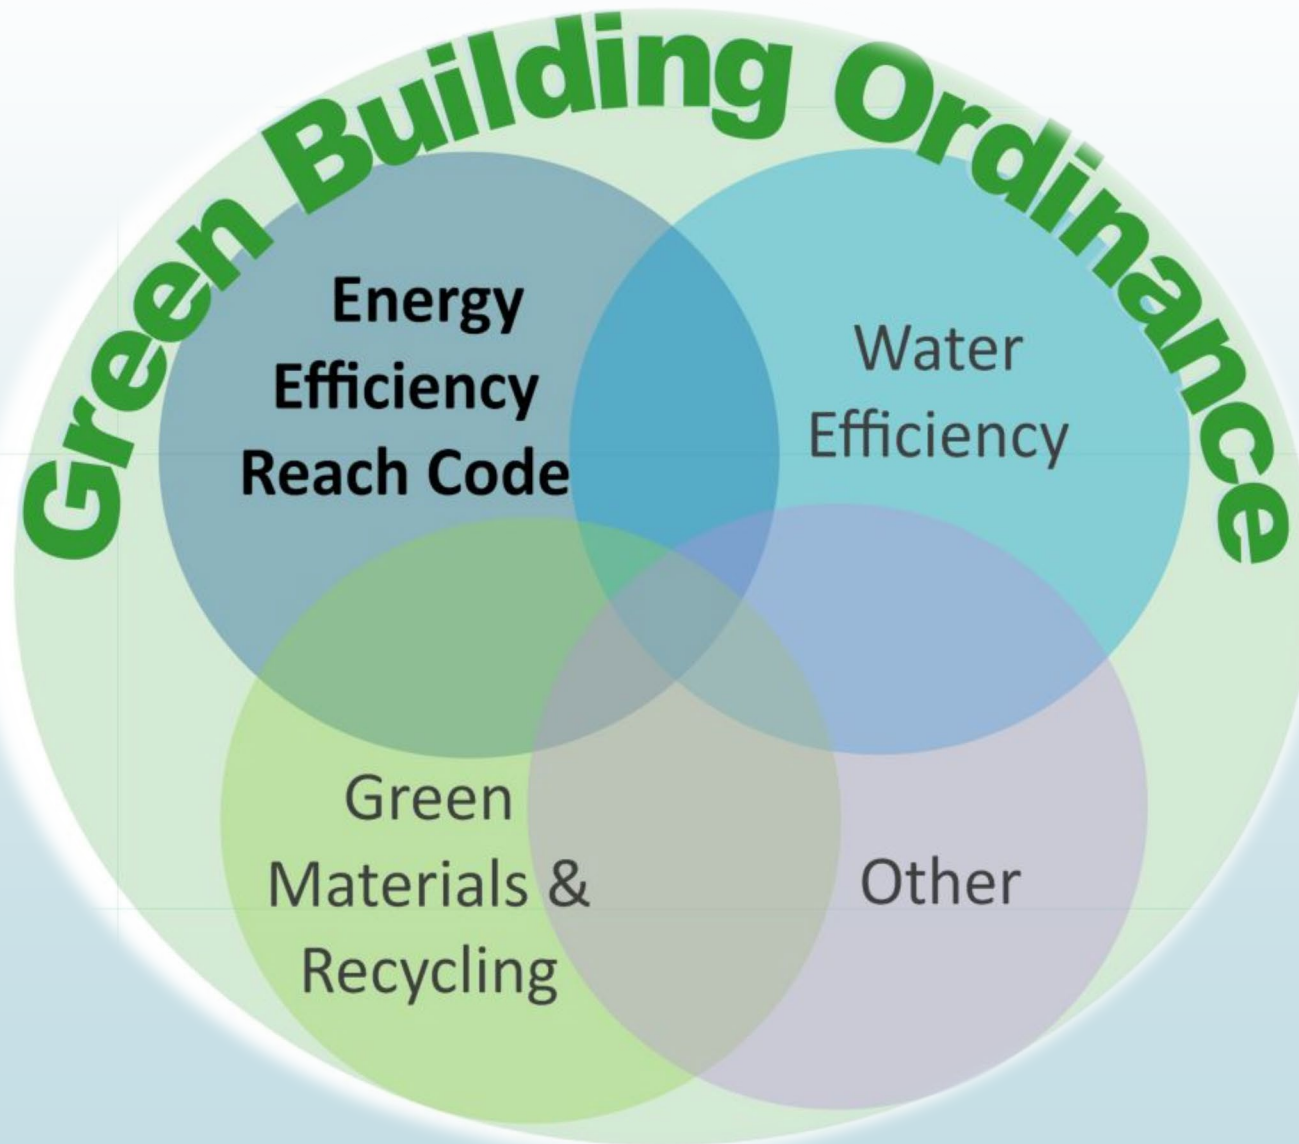 Green Building Ordinance
Energy
Efficiency
Reach Code
Water
Efficiency
Green
Materials &
Recycling
Other